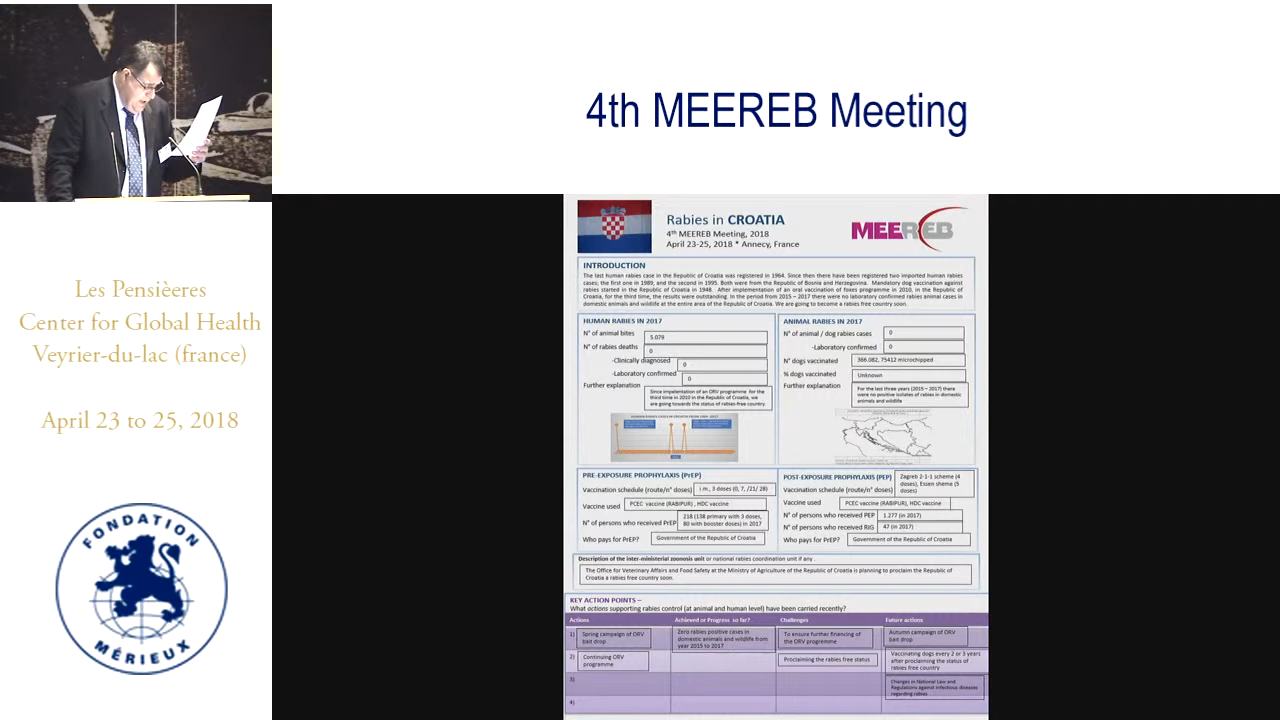 4th MEEREB Meeting
Les Pensièeres
Center for Global Health
Veyrier-du-lac (france)
April 23 to 25, 2018
FONDATION
MÉRIEUX
Rabies in CROATIA
4th MEEREB Meeting, 2018
April 23-25, 2018 * Annecy, France
MEEREB
INTRODUCTION
The last human rabies case in the Republic of Croatia was registered in 1964. Since then there have been registered two imported human rabies
cases; the first one in 1989, and the second in 1995. Both were from the Republic of Bosnia and Herzegovina. Mandatory dog vaccination against
rabies started in the Republic of Croatia in 1948. After implementation of an oral vaccination of foxes programme in 2010, in the Republic of
Croatia, for the third time, the results were outstanding. In the period from 2015 – 2017 there were no laboratory confirmed rabies animal cases in
domestic animals and wildlife at the entire area of the Republic of Croatia. We are going to become a rabies free country soon.
HUMAN RABIES IN 2017
N° of animal bites
5.079
N° of rabies deaths
0
-Clinically diagnosed
0
-Laboratory confirmed
0
Further explanation
Since impelentation of an ORV programme for the
third time in 2010 in the Republic of Croatia, we
are going towards the status of rabies-free country.
HUMAN RABIES CASES IN CROATIA FROM 1964-2017
ANIMAL RABIES IN 2017
N° of animal / dog rabies cases
0
-Laboratory confirmed
0
N° dogs vaccinated
366.082, 75412 microchipped
% dogs vaccinated
Unknown
Further explanation
For the last three years (2015 – 2017) there
were no positive isolates of rabies in domestic
animals and wildlife
PRE-EXPOSURE PROPHYLAXIS (PrEP)
Vaccination schedule (route/n° doses)
i.m., 3 doses (0, 7, /21/ 28)
Vaccine used
PCEC vaccine (RABIPUR) , HDC vaccine
N° of persons who received PrEP
218 (138 primary with 3 doses,
80 with booster doses) in 2017
Who pays for PrEP?
Government of the Republic of Croatia
POST-EXPOSURE PROPHYLAXIS (PEP)
Vaccination schedule (route/n° doses)
Zagreb 2-1-1 scheme (4
doses), Essen sheme (5
doses)
Vaccine used
PCEC vaccine (RABIPUR), HDC vaccine
N° of persons who received PEP
1.277 (in 2017)
N° of persons who received RIG
47 (in 2017)
Who pays for PrEP?
Government of the Republic of Croatia
Description of the inter-ministerial zoonosis unit or national rabies coordination unit if any .
The Office for Veterinary Affairs and Food Safety at the Ministry of Agriculture of the Republic of Croatia is planning to proclaim the Republic of
Croatia a rabies free country soon.
KEY ACTION POINTS –
What actions supporting rabies control (at animal and human level) have been carried recently?
Actions
Achieved or Progress so far?
Challenges
Future actions
1)
Spring campaign of ORV
bait drop
Zero rabies positive cases in
domestic animals and wildlife from
year 2015 to 2017
To ensure further financing of
the ORV programme
Autumn campaign of ORV
bait drop
2)
Continuing ORV
programme
Proclaiming the rabies free status
Vaccinating dogs every 2 or 3 years
after proclaiming the status of
rabies free country
3)
Changes in National Law and
Regulations against infectious diseases
regarding rabies
4)